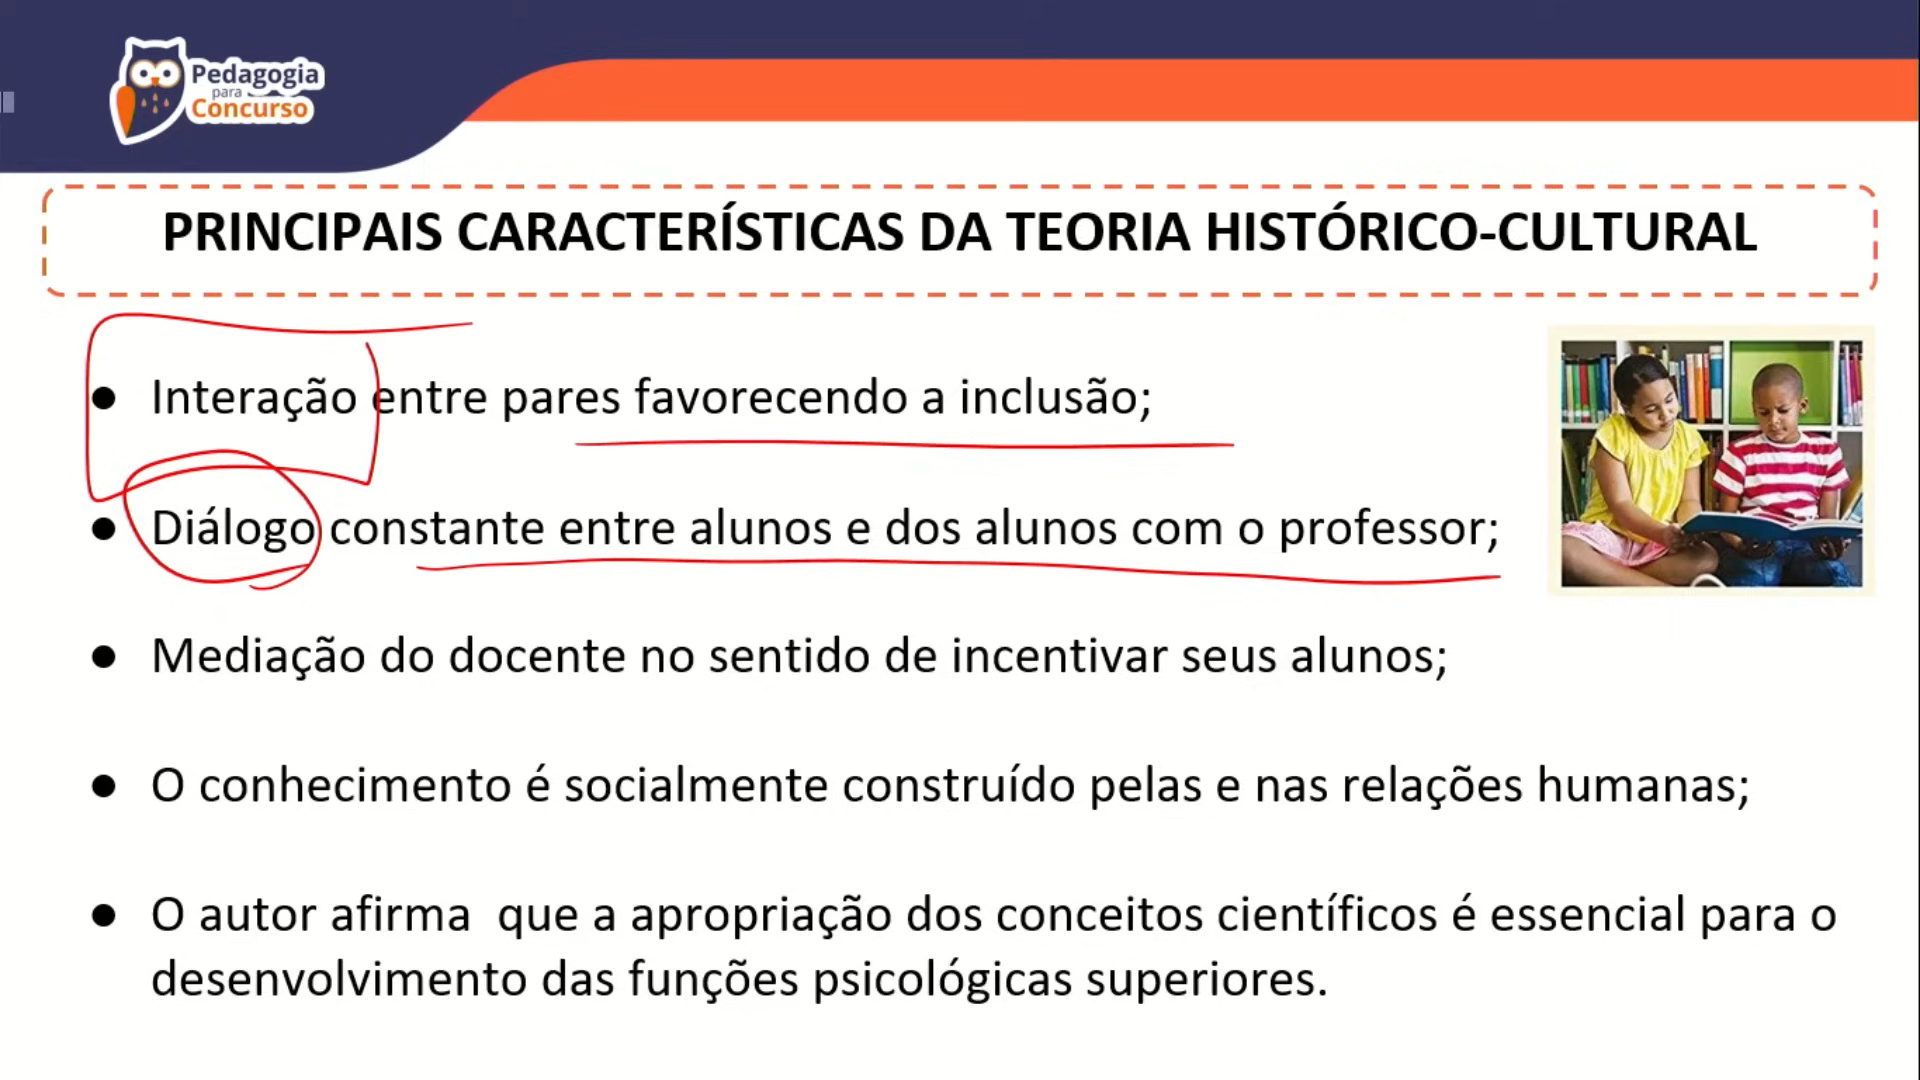 Pedagogia
para
Concurso
PRINCIPAIS CARACTERÍSTICAS DA TEORIA HISTÓRICO-CULTURAL
● Interação entre pares favorecendo a inclusão;
● Diálogo constante entre alunos e dos alunos com o professor;
● Mediação do docente no sentido de incentivar seus alunos;
● O conhecimento é socialmente construído pelas e nas relações humanas;
● O autor afirma  que a apropriação dos conceitos científicos é essencial para o
desenvolvimento das funções psicológicas superiores.